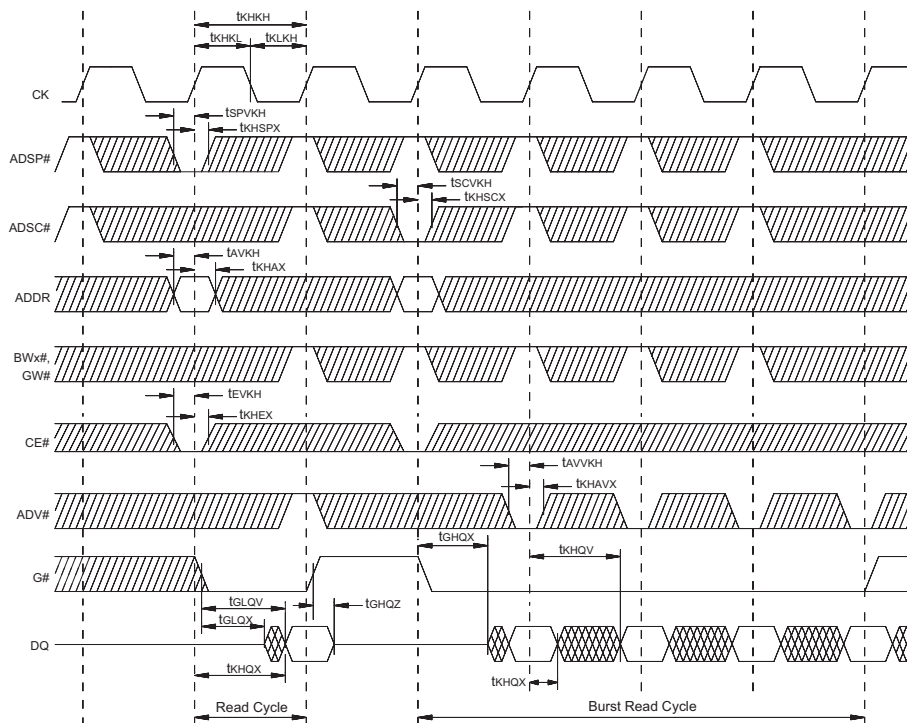 tKHKH
tKHKL tKLKH
CK
tSPVKH
tKHSPX
ADSP#
tSCVKH
tKHSCX
ADSC#
tAVKH
tKHAX
ADDR
BWx#,
GW#
tEVKH
tKHEX
CE#
tAVVKH
tKHAVX
ADV#
tGHQX
tKHQV
G#
tGLQV
tGHQZ
tGLQX
DQ
tKHQX
tKHQX
Read Cycle
Burst Read Cycle